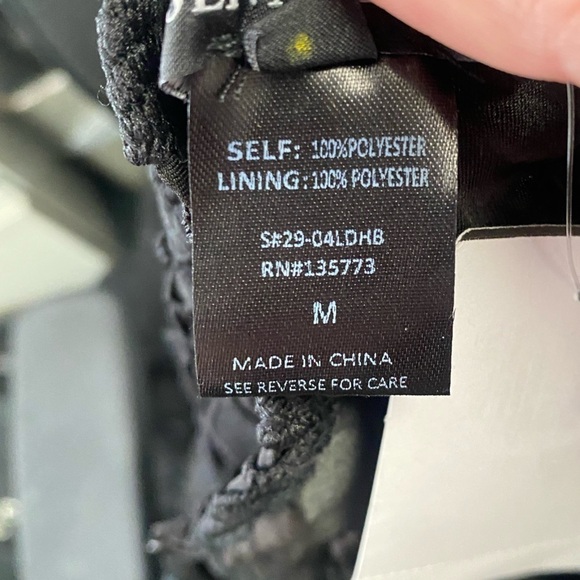 SELF: 100%POLYESTER
LINING:100% POLYESTER
S#29-04LDHB
RN#135773
M
MADE IN CHINA
SEE REVERSE FOR CARE